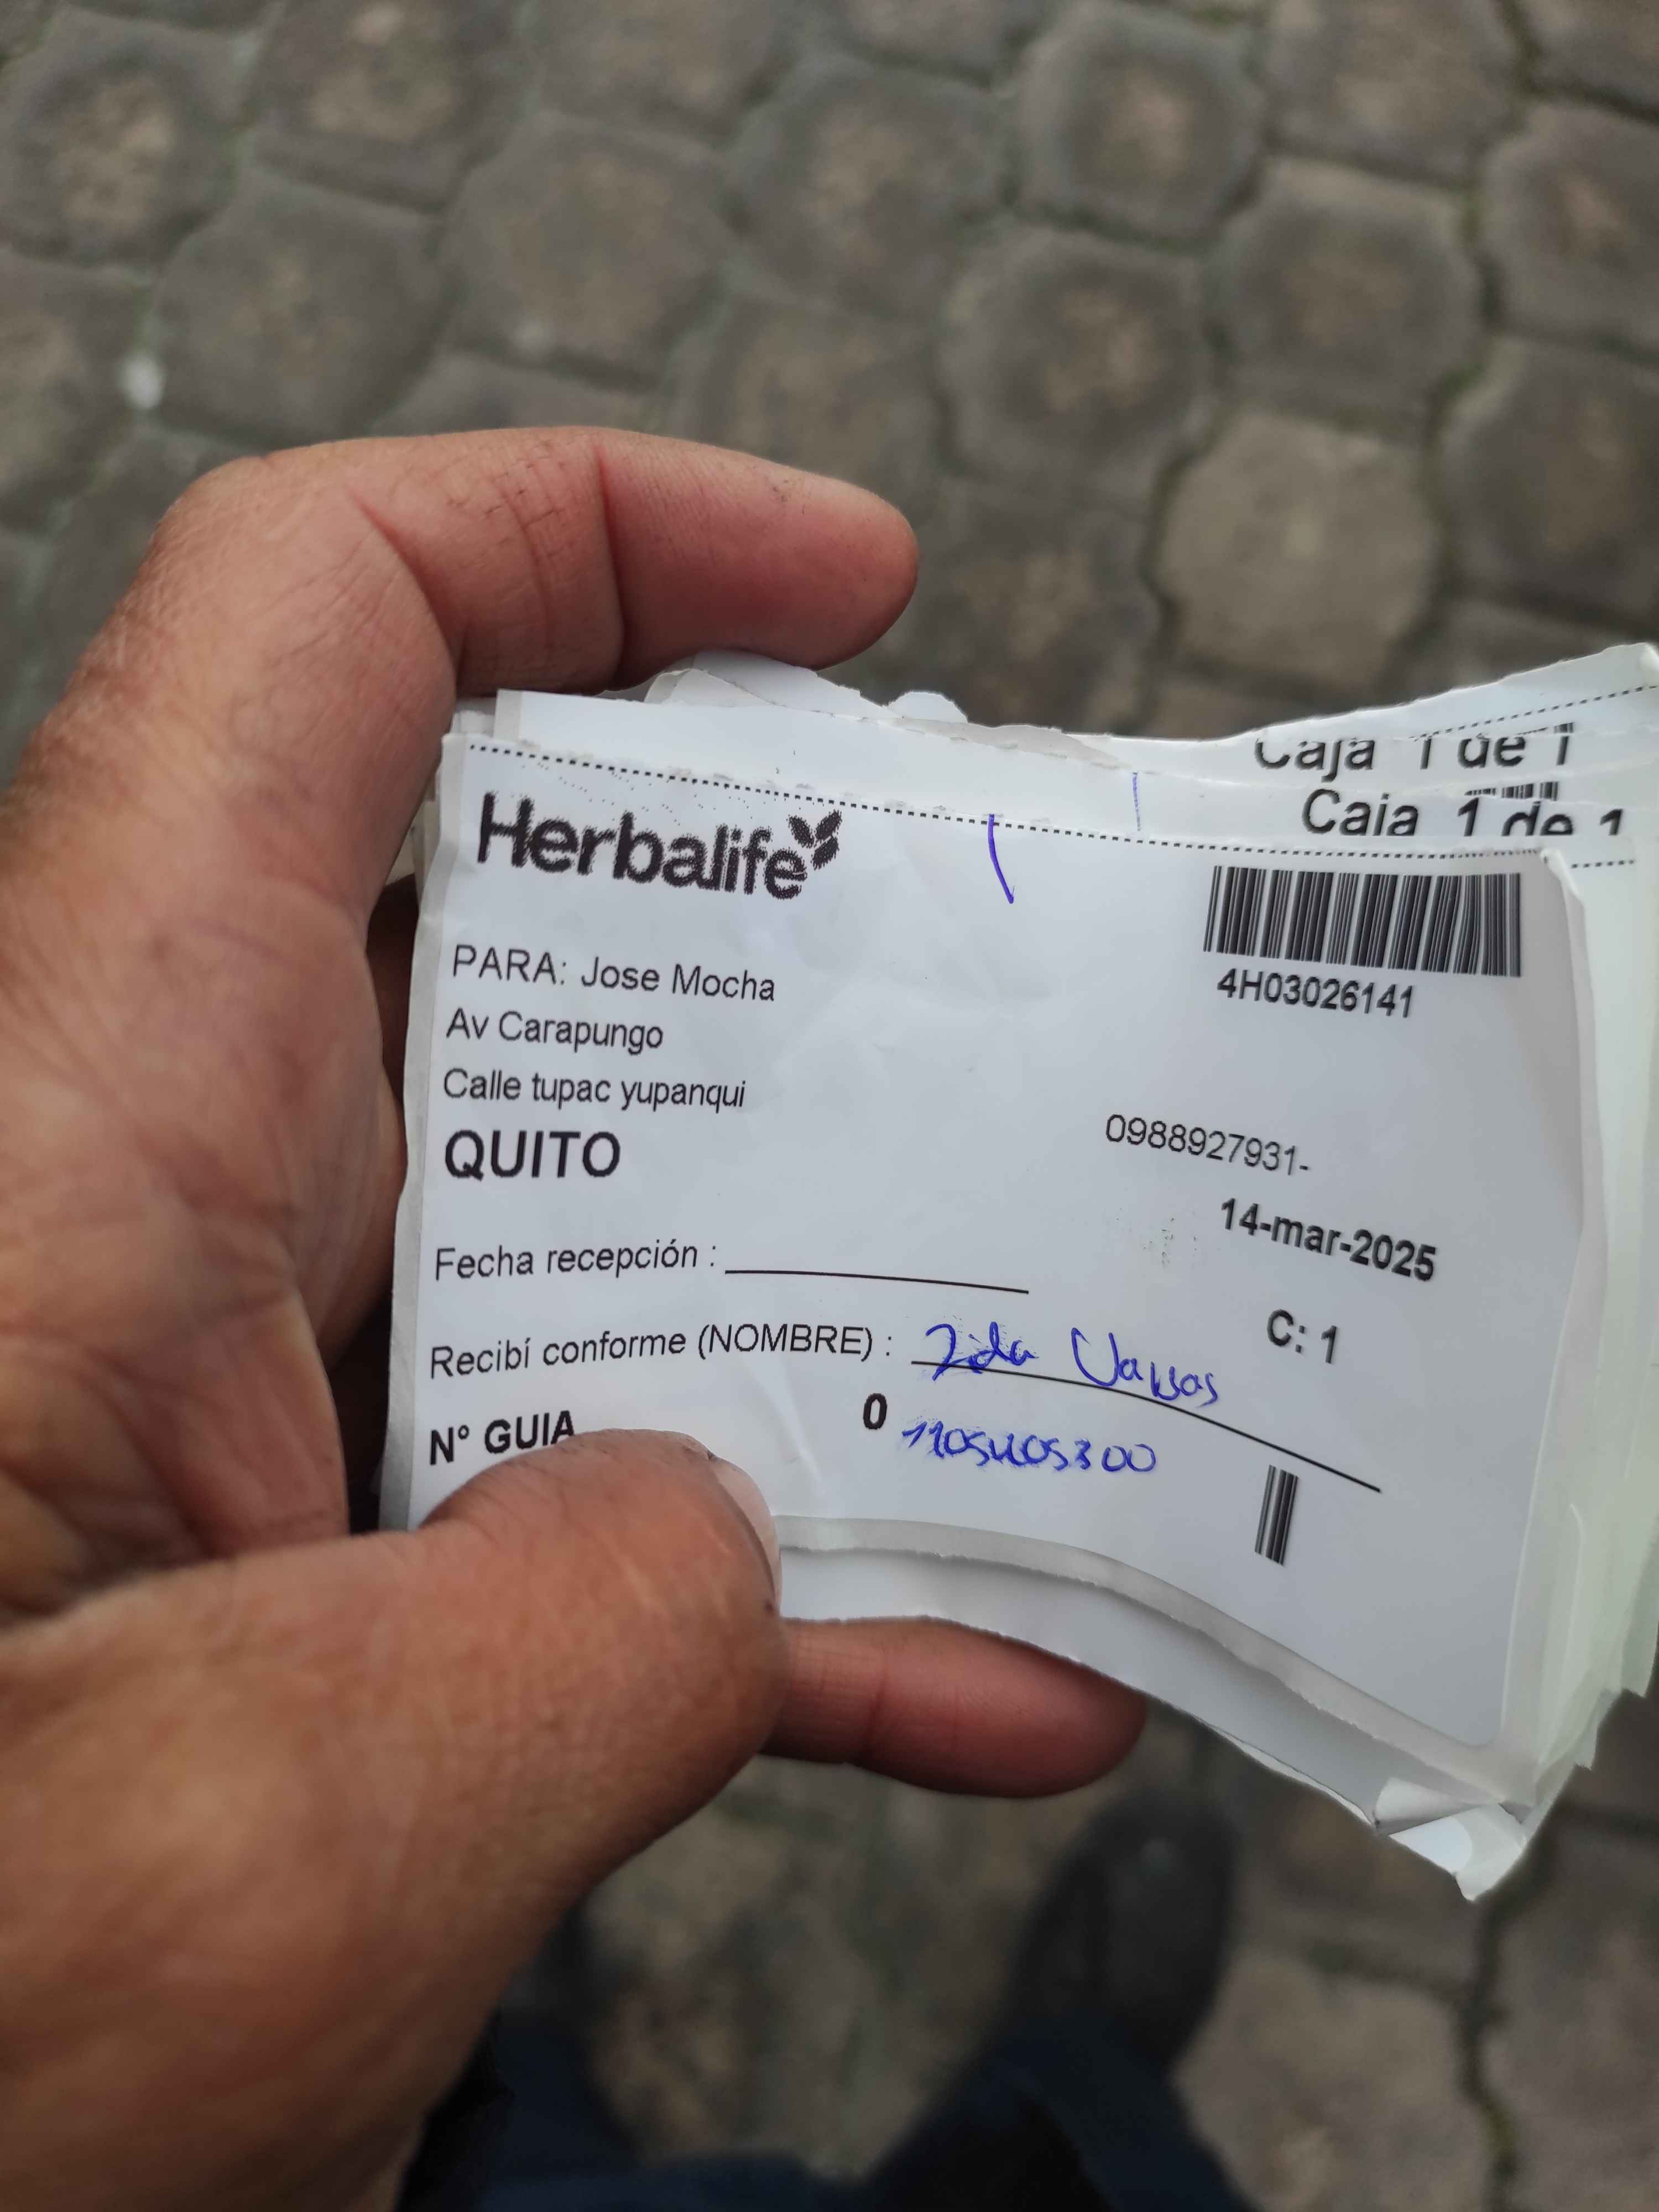 Caja 1 de 1
Caja 1 de 1
Herbalife
4H03026141
PARA: Jose Mocha
Av Carapungo
Calle tupac yupanqui
QUITO
0988927931-
14-mar-2025
Fecha recepción :
C: 1
Recibí conforme (NOMBRE) :
N° GUIA 0